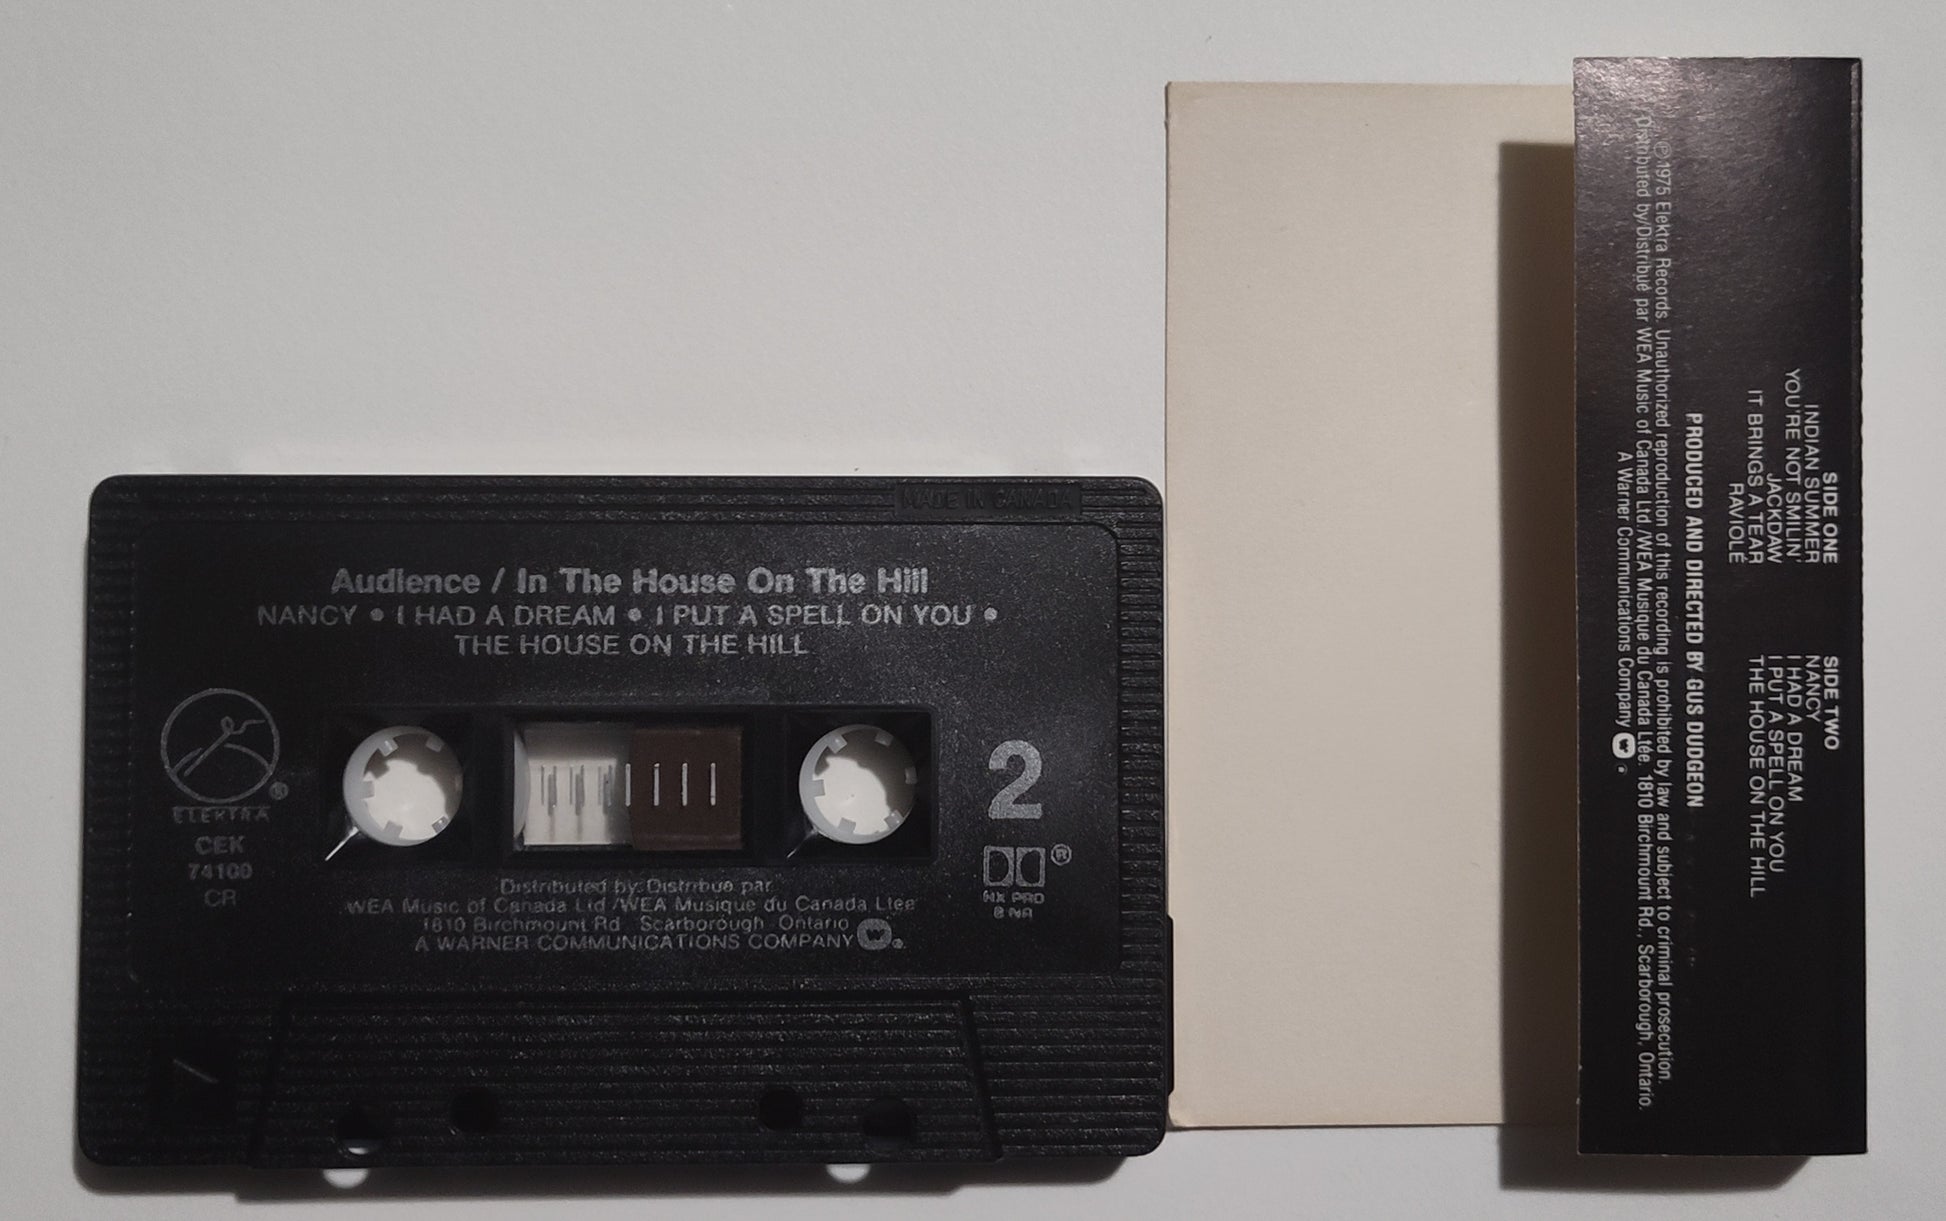 MADE IN CANADA
Audience / In The House On The Hill
NANCY • I HAD A DREAM • I PUT A SPELL ON YOU •
THE HOUSE ON THE HILL
ELEKTRA
CEK
74100
CR
2
HX PRO
B NR
Distributed by/Distribué par
WEA Music of Canada Ltd./WEA Musique du Canada Ltée
1810 Birchmount Rd., Scarborough, Ontario
A WARNER COMMUNICATIONS COMPANY
SIDE ONE
INDIAN SUMMER
YOU'RE NOT SMILIN'
JACKDAW
IT BRINGS A TEAR
RAVIOLÉ
SIDE TWO
NANCY
I HAD A DREAM
I PUT A SPELL ON YOU
THE HOUSE ON THE HILL
PRODUCED AND DIRECTED BY GUS DUDGEON
℗ 1975 Elektra Records. Unauthorized reproduction of this recording is prohibited by law and subject to criminal prosecution.
Distributed by/Distribué par WEA Music of Canada Ltd./WEA Musique du Canada Ltée. 1810 Birchmount Rd., Scarborough, Ontario.
A Warner Communications Company